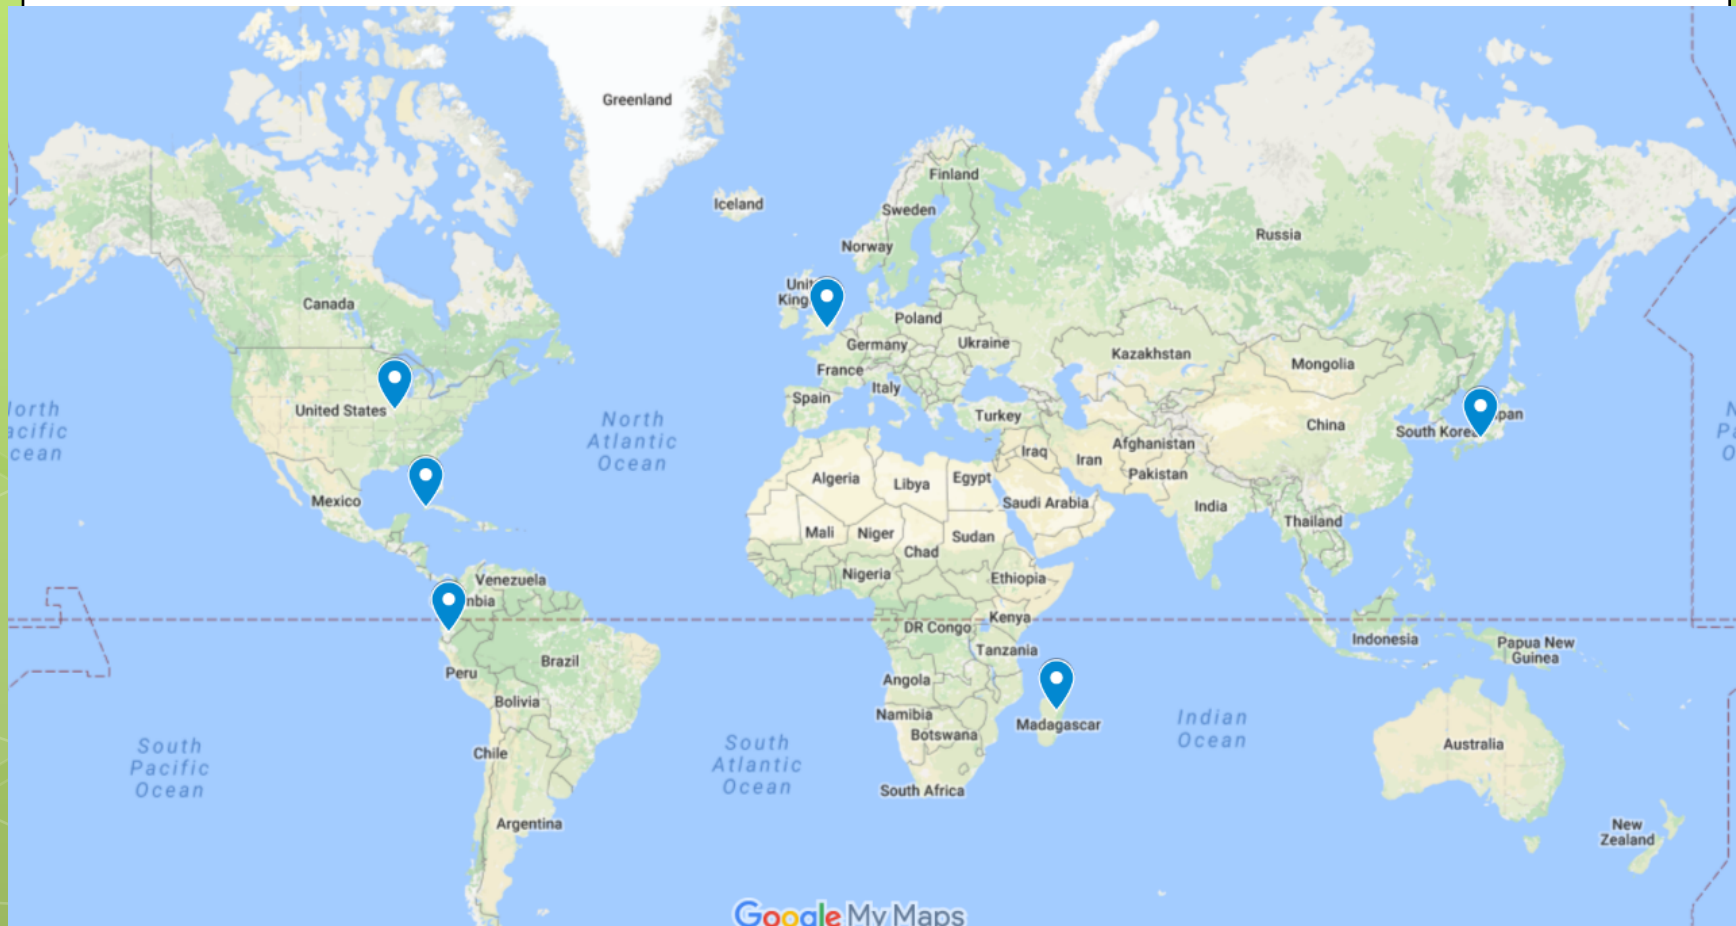 Greenland
Finland
Iceland
Sweden
Russia
Norway
Canada
Poland
Germany
Ukraine
Kazakhstan
Mongolia
France
Italy
Spain
United States
Turkey
China
South
North
Atlantic
Ocean
Afghanistan
Iraq
Iran
Pakistan
Algeria
Libya
Egypt
Mexico
Saudi Arabia
India
Thailand
Mali
Niger
Sudan
Chad
Nigeria
Ethiopia
Venezuela
Kenya
DR Congo
Indonesia
Papua New
Guinea
Tanzania
Brazil
Peru
Angola
Bolivia
Namibia
Madagascar
Botswana
Indian
Ocean
Chile
Australia
South
Pacific
Ocean
South
Atlantic
Ocean
South Africa
Argentina
New
Zealand
Google My Maps